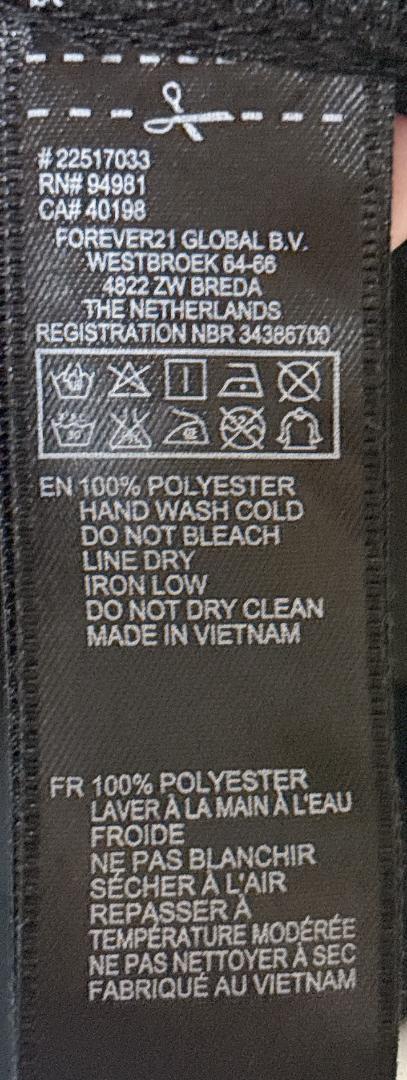 # 22517033
RN# 94981
CA# 40198
FOREVER21 GLOBAL B.V.
WESTBROEK 64-66
4822 ZW BREDA
THE NETHERLANDS
REGISTRATION NBR 34386700
EN 100% POLYESTER
HAND WASH COLD
DO NOT BLEACH
LINE DRY
IRON LOW
DO NOT DRY CLEAN
MADE IN VIETNAM
FR 100% POLYESTER
LAVER À LA MAIN À L'EAU
FROIDE
NE PAS BLANCHIR
SÉCHER À L'AIR
REPASSER À
TEMPÉRATURE MODÉRÉE
NE PAS NETTOYER À SEC
FABRIQUÉ AU VIETNAM